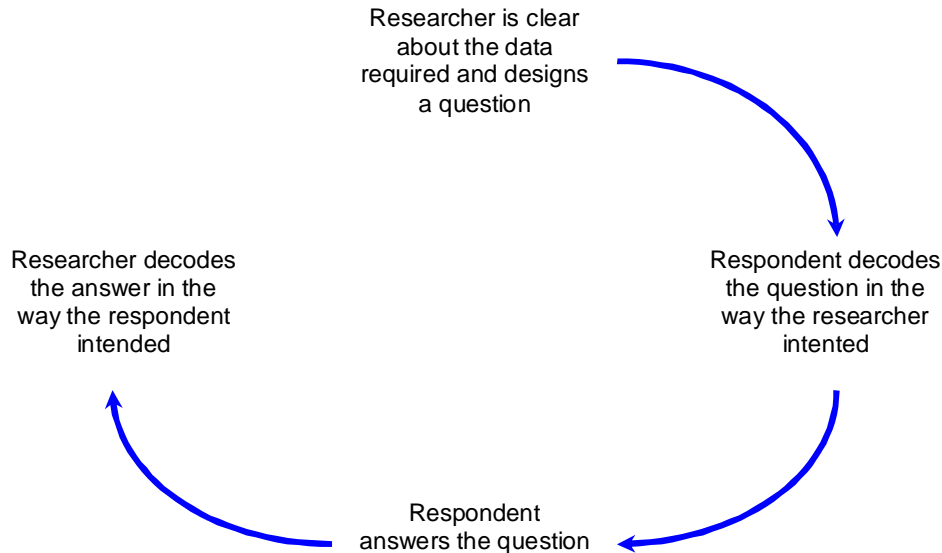 Researcher is clear
about the data
required and designs
a question
Respondent decodes
the question in the
way the researcher
intented
Respondent
answers the question
Researcher decodes
the answer in the
way the respondent
intended